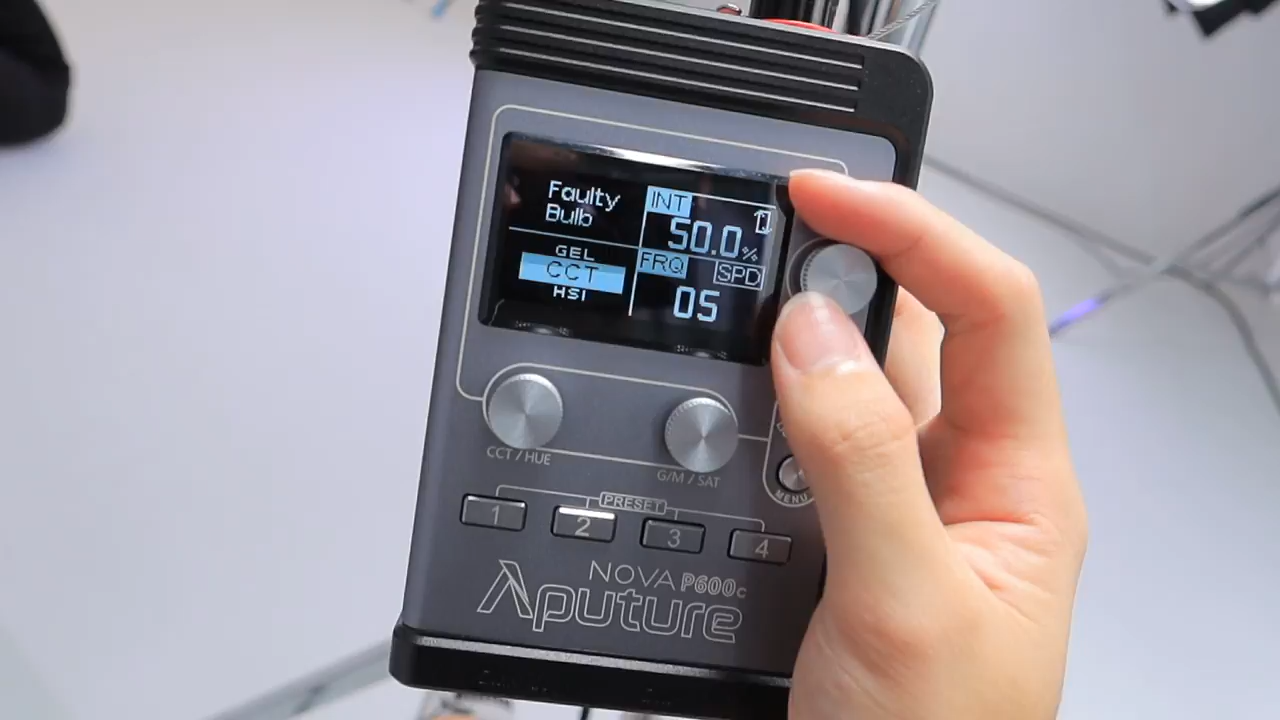 Faulty
Bulb
INT
50.0%
GEL
CCT
HSI
FRQ
SPD
05
CCT / HUE
G/M / SAT
MENU
PRESET
1
2
3
4
NOVA P600c
Aputure